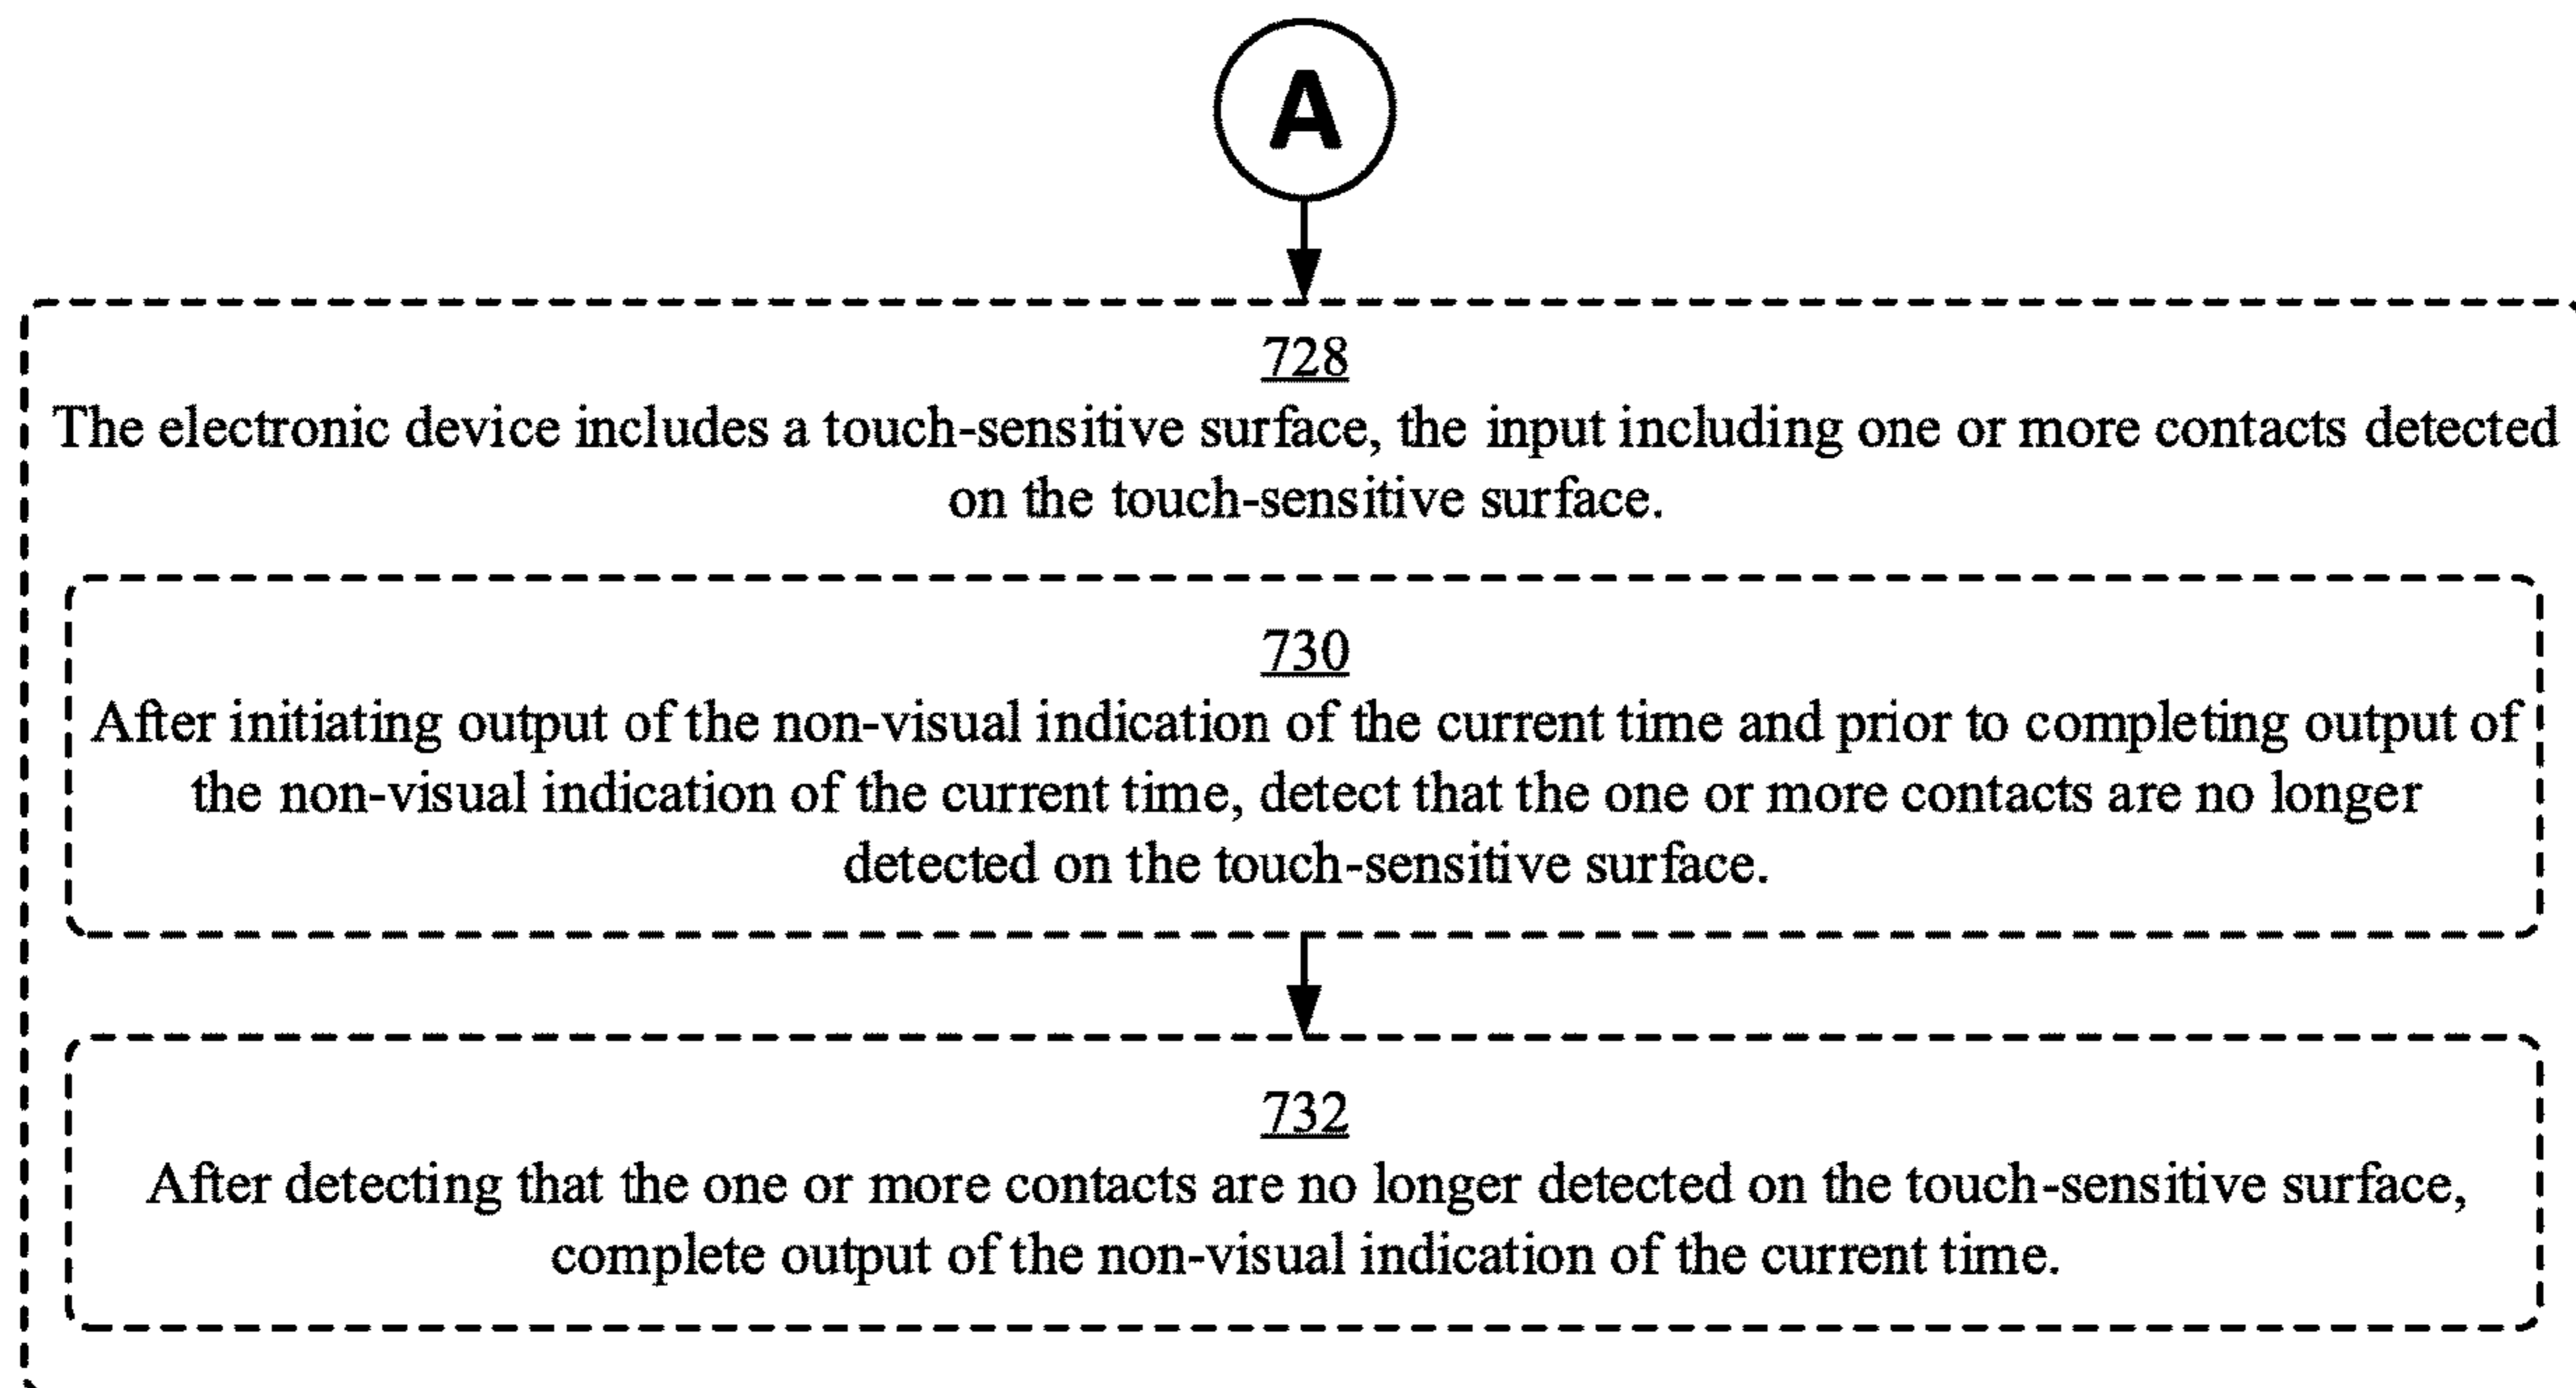 A
728
The electronic device includes a touch-sensitive surface, the input including one or more contacts detected
on the touch-sensitive surface.
730
After initiating output of the non-visual indication of the current time and prior to completing output of
the non-visual indication of the current time, detect that the one or more contacts are no longer
detected on the touch-sensitive surface.
732
After detecting that the one or more contacts are no longer detected on the touch-sensitive surface,
complete output of the non-visual indication of the current time.